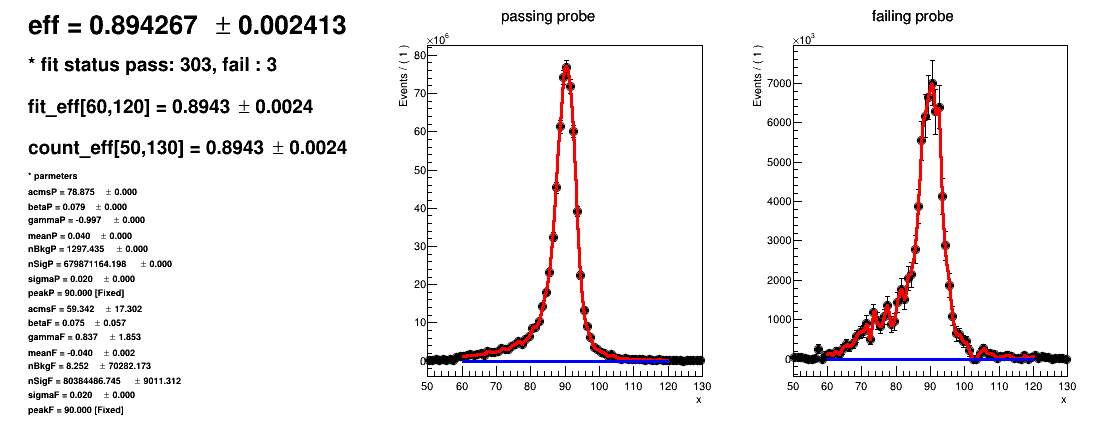 eff = 0.894267 ± 0.002413
* fit status pass: 303, fail : 3
fit_eff[60,120] = 0.8943 ± 0.0024
count_eff[50,130] = 0.8943 ± 0.0024
* parmeters
acmsP = 78.875 ± 0.000
betaP = 0.079 ± 0.000
gammaP = -0.997 ± 0.000
meanP = 0.040 ± 0.000
nBkgP = 1297.435 ± 0.000
nSigP = 679871164.198 ± 0.000
sigmaP = 0.020 ± 0.000
peakP = 90.000 [Fixed]
acmsF = 59.342 ± 17.302
betaF = 0.075 ± 0.057
gammaF = 0.837 ± 1.853
meanF = -0.040 ± 0.002
nBkgF = 8.252 ± 70282.173
nSigF = 80384486.745 ± 9011.312
sigmaF = 0.020 ± 0.000
peakF = 90.000 [Fixed]
passing probe
×10⁶
Events / ( 1 )
80
70
60
50
40
30
20
10
0
50 60 70 80 90 100 110 120 130
x
failing probe
×10³
Events / ( 1 )
7000
6000
5000
4000
3000
2000
1000
0
50 60 70 80 90 100 110 120 130
x